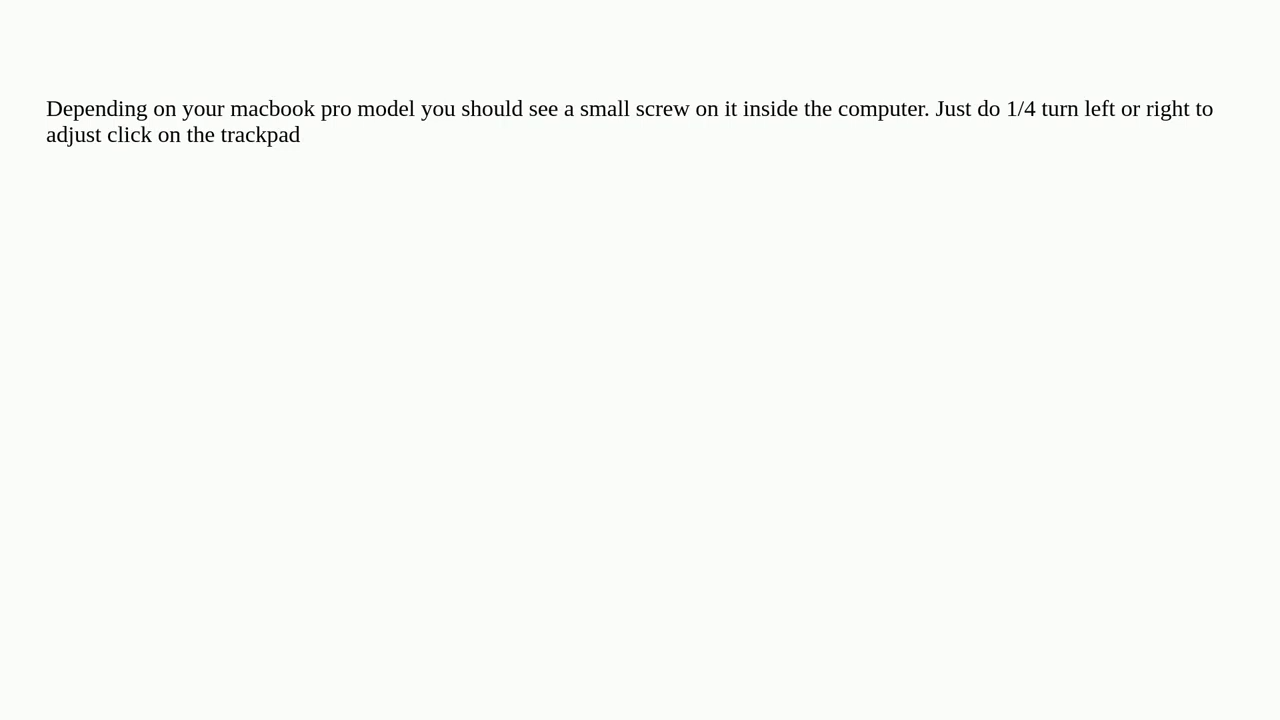 Depending on your macbook pro model you should see a small screw on it inside the computer. Just do 1/4 turn left or right to
adjust click on the trackpad